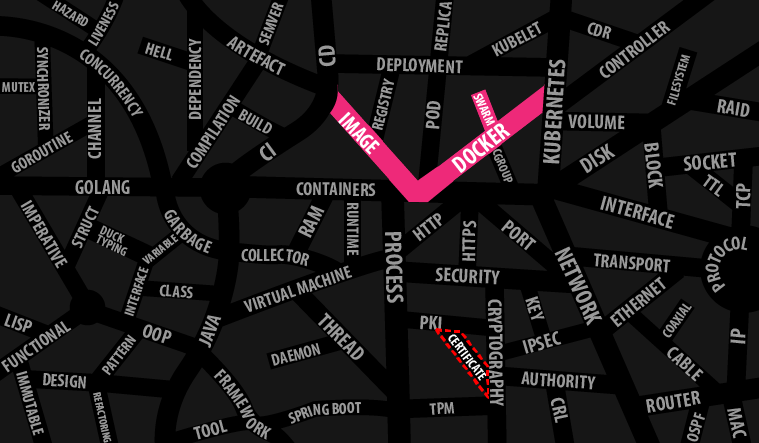 HAZARD
LIVENESS
SEMVER
REPLICA
CDR
CONTROLLER
KUBELET
HELL
DEPENDENCY
ARTEFACT
CD
DEPLOYMENT
SYNCHRONIZER
CONCURRENCY
MUTEX
CHANNEL
COMPILATION
BUILD
CI
REGISTRY
IMAGE
POD
SWARM
DOCKER
CGROUP
KUBERNETES
FILESYSTEM
RAID
VOLUME
GOROUTINE
DISK
BLOCK
SOCKET
TTL
TCP
GOLANG
CONTAINERS
IMPERATIVE
STRUCT
DUCK
TYPING
VARIABLE
GARBAGE
RAM
RUNTIME
HTTP
HTTPS
PORT
INTERFACE
COLLECTOR
PROCESS
SECURITY
NETWORK
TRANSPORT
PROTOCOL
INTERFACE
CLASS
VIRTUAL MACHINE
ETHERNET
COAXIAL
LISP
FUNCTIONAL
OOP
JAVA
THREAD
PKI
CERTIFICATE
CRYPTOGRAPHY
KEY
IPSEC
IP
PATTERN
DAEMON
CABLE
DESIGN
IMMUTABLE
REFACTORING
FRAMEWORK
AUTHORITY
TOOL
SPRING BOOT
TPM
CRL
ROUTER
OSPF
MAC